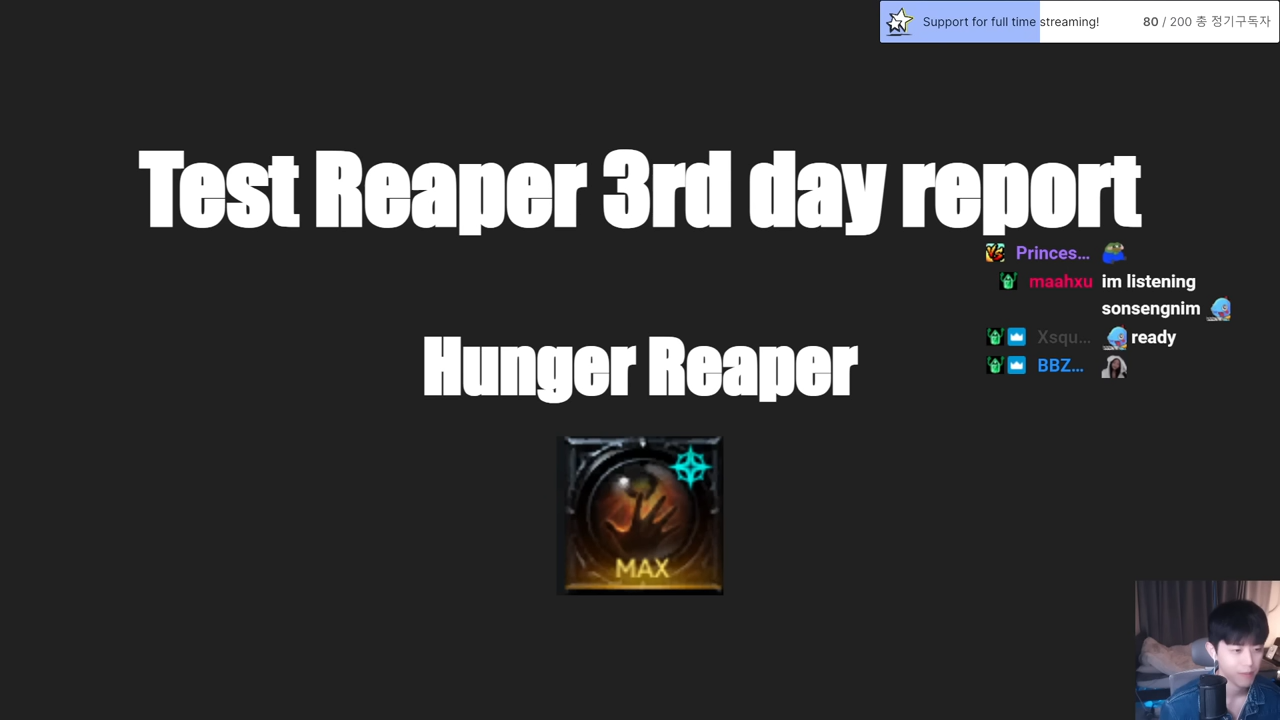 Support for full time streaming! 80 / 200 종 정기구독자
Test Reaper 3rd day report
Princes...
maahxu im listening
sonsengnim
Xsqu... ready
BBZ...
Hunger Reaper
MAX